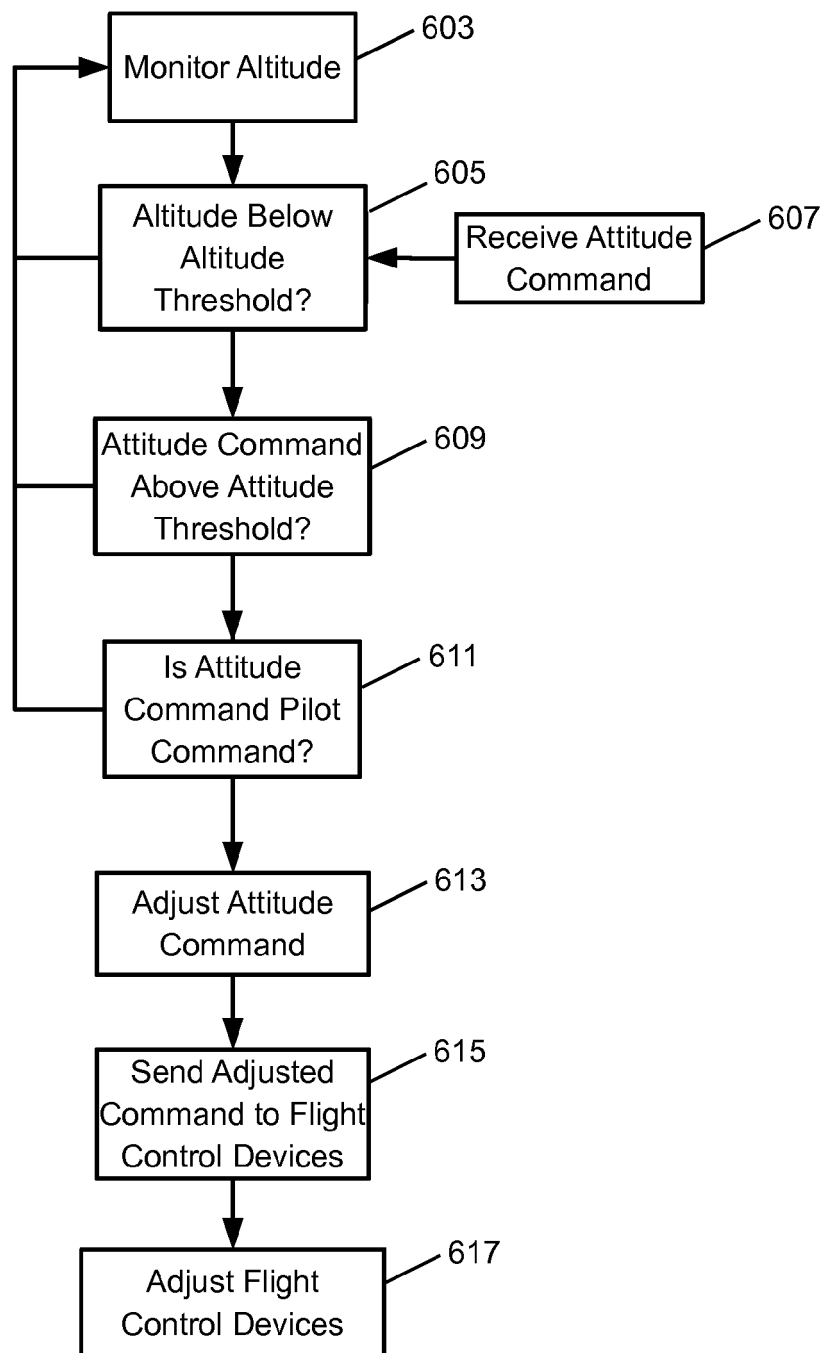 603
Monitor Altitude
605
Altitude Below
Altitude
Threshold?
607
Receive Attitude
Command
609
Attitude Command
Above Attitude
Threshold?
611
Is Attitude
Command Pilot
Command?
613
Adjust Attitude
Command
615
Send Adjusted
Command to Flight
Control Devices
617
Adjust Flight
Control Devices